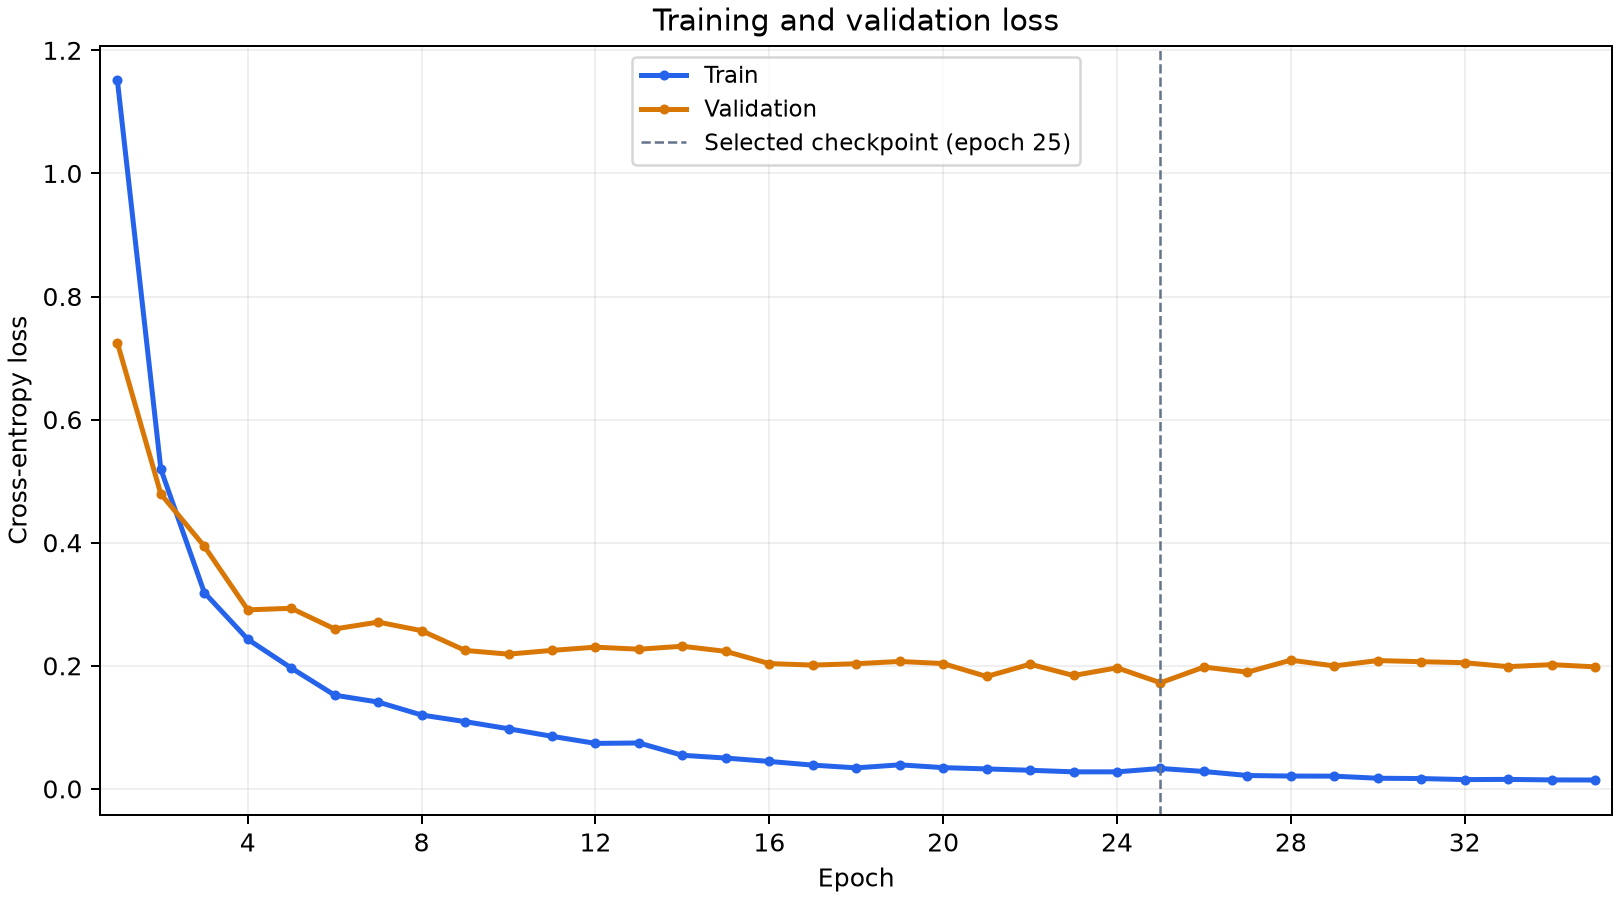 Training and validation loss
Train
Validation
Selected checkpoint (epoch 25)
Cross-entropy loss
1.2
1.0
0.8
0.6
0.4
0.2
0.0
4 8 12 16 20 24 28 32
Epoch